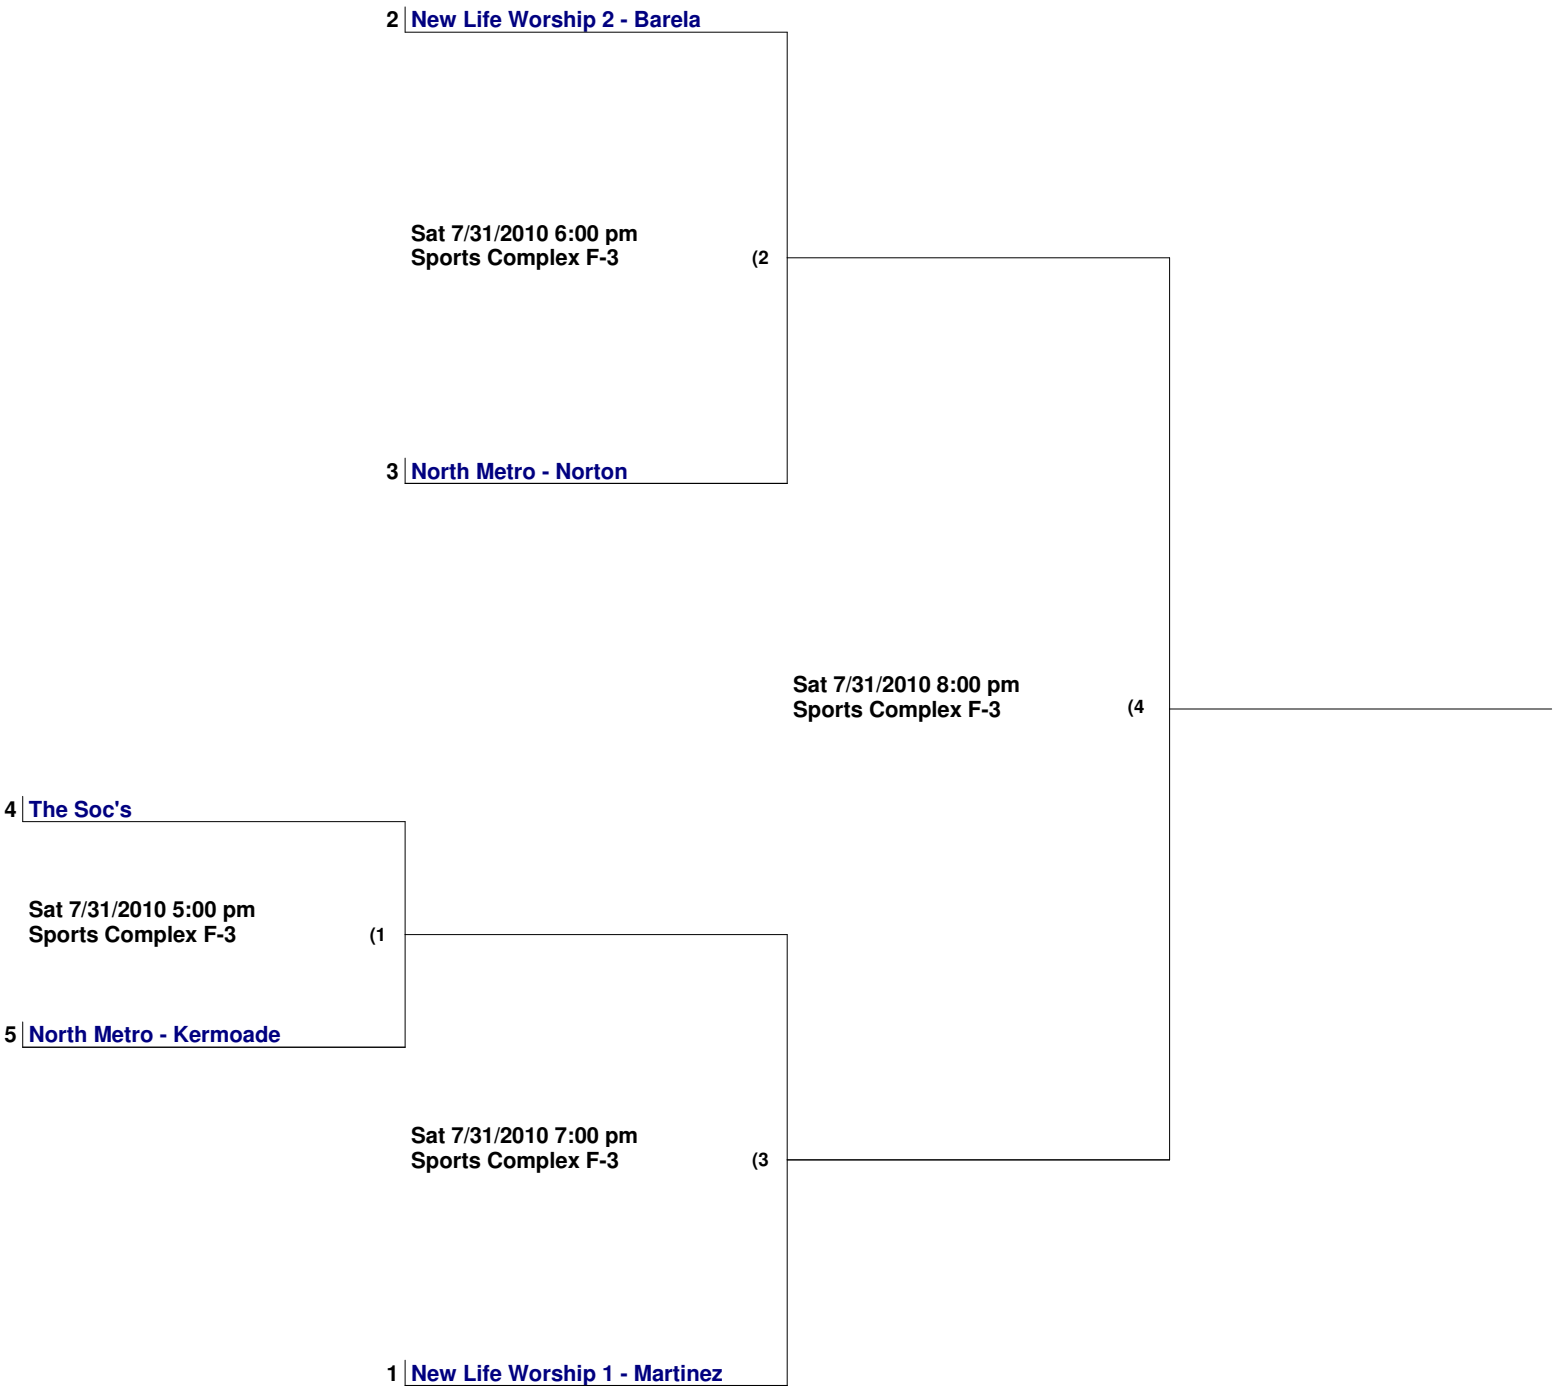 2 New Life Worship 2 - Barela
Sat 7/31/2010 6:00 pm
Sports Complex F-3 (2
3 North Metro - Norton
Sat 7/31/2010 8:00 pm
Sports Complex F-3 (4
4 The Soc's
Sat 7/31/2010 5:00 pm
Sports Complex F-3 (1
5 North Metro - Kermoade
Sat 7/31/2010 7:00 pm
Sports Complex F-3 (3
1 New Life Worship 1 - Martinez